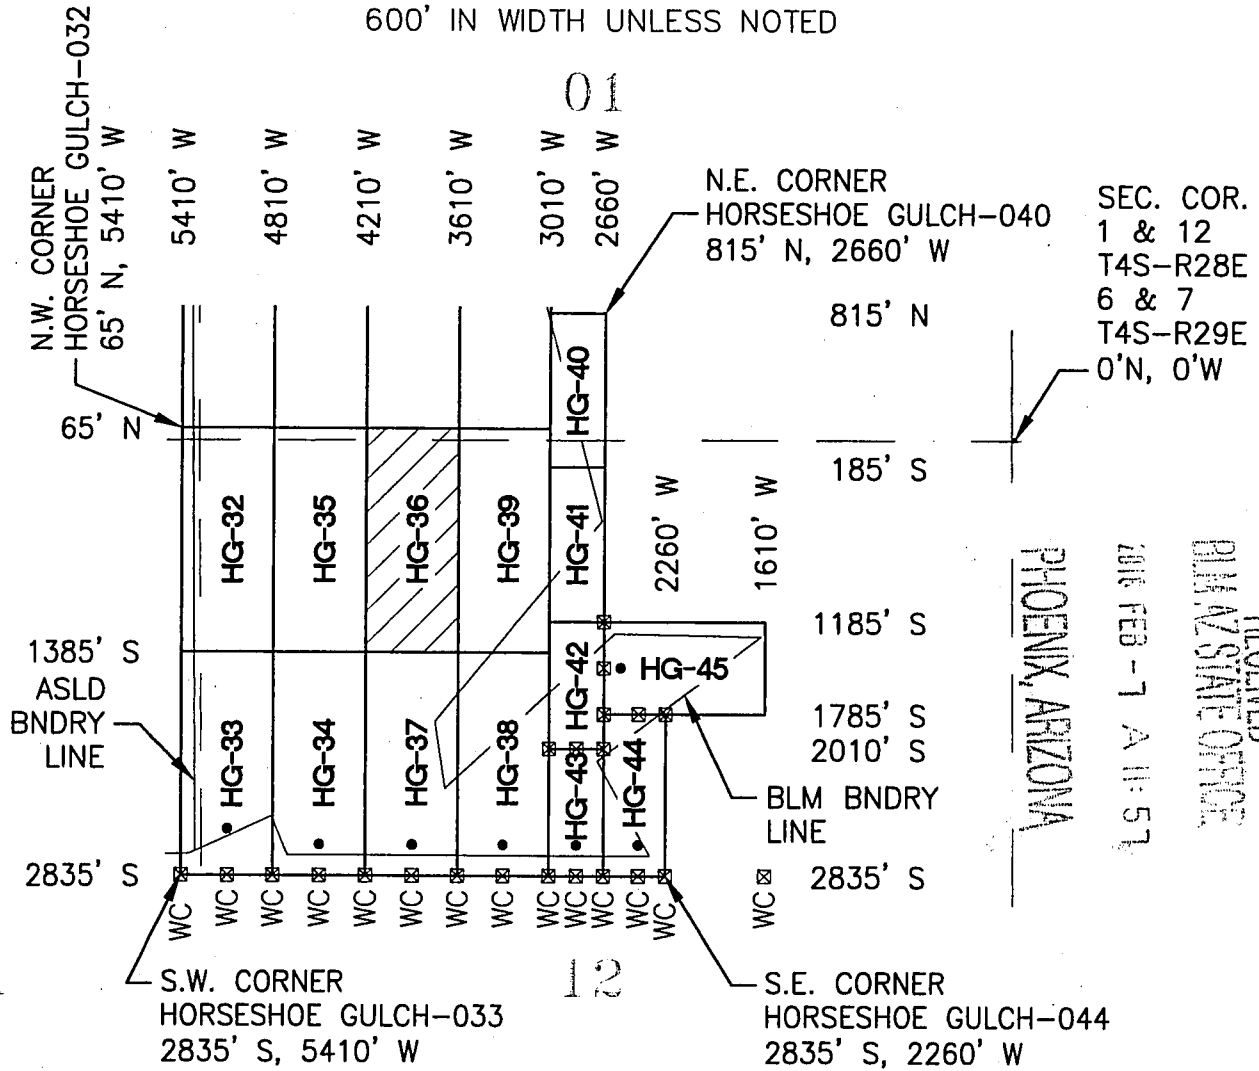 600' IN WIDTH UNLESS NOTED
01
N.W. CORNER
HORSESHOE GULCH-032
65' N, 5410' W
5410' W
4810' W
4210' W
3610' W
3010' W
2660' W
N.E. CORNER
HORSESHOE GULCH-040
815' N, 2660' W
SEC. COR.
1 & 12
T4S-R28E
6 & 7
T4S-R29E
0'N, 0'W
815' N
65' N
185' S
HG-40
HG-32
HG-35
HG-36
HG-39
HG-41
2260' W
1610' W
1185' S
1385' S
ASLD
BNDRY
LINE
HG-42
HG-45
1785' S
2010' S
HG-33
HG-34
HG-37
HG-38
HG-43
HG-44
BLM BNDRY
LINE
2835' S
2835' S
WC
WC
WC
WC
WC
WC
WC
WC
WC
WC
WC
WC
WC
S.W. CORNER
HORSESHOE GULCH-033
2835' S, 5410' W
12
S.E. CORNER
HORSESHOE GULCH-044
2835' S, 2260' W
RECEIVED
BLM AZ STATE OFFICE
FEB -7 A 11:57
PHOENIX, ARIZONA